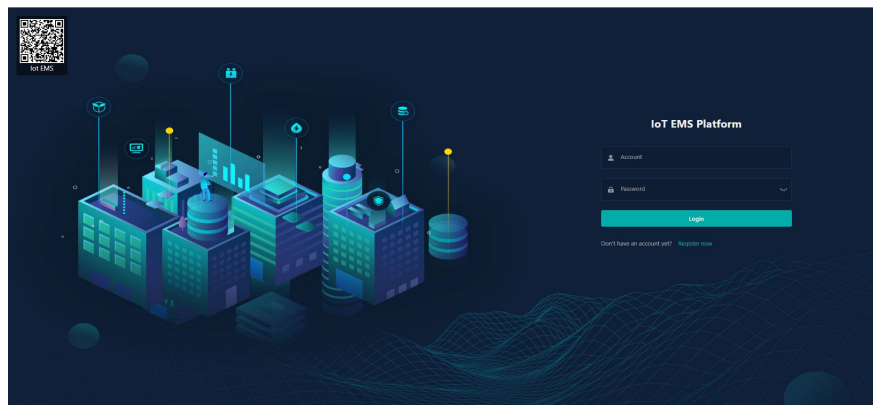 Iot EMS
IoT EMS Platform
Account
Password
Login
Don't have an account yet? Register now